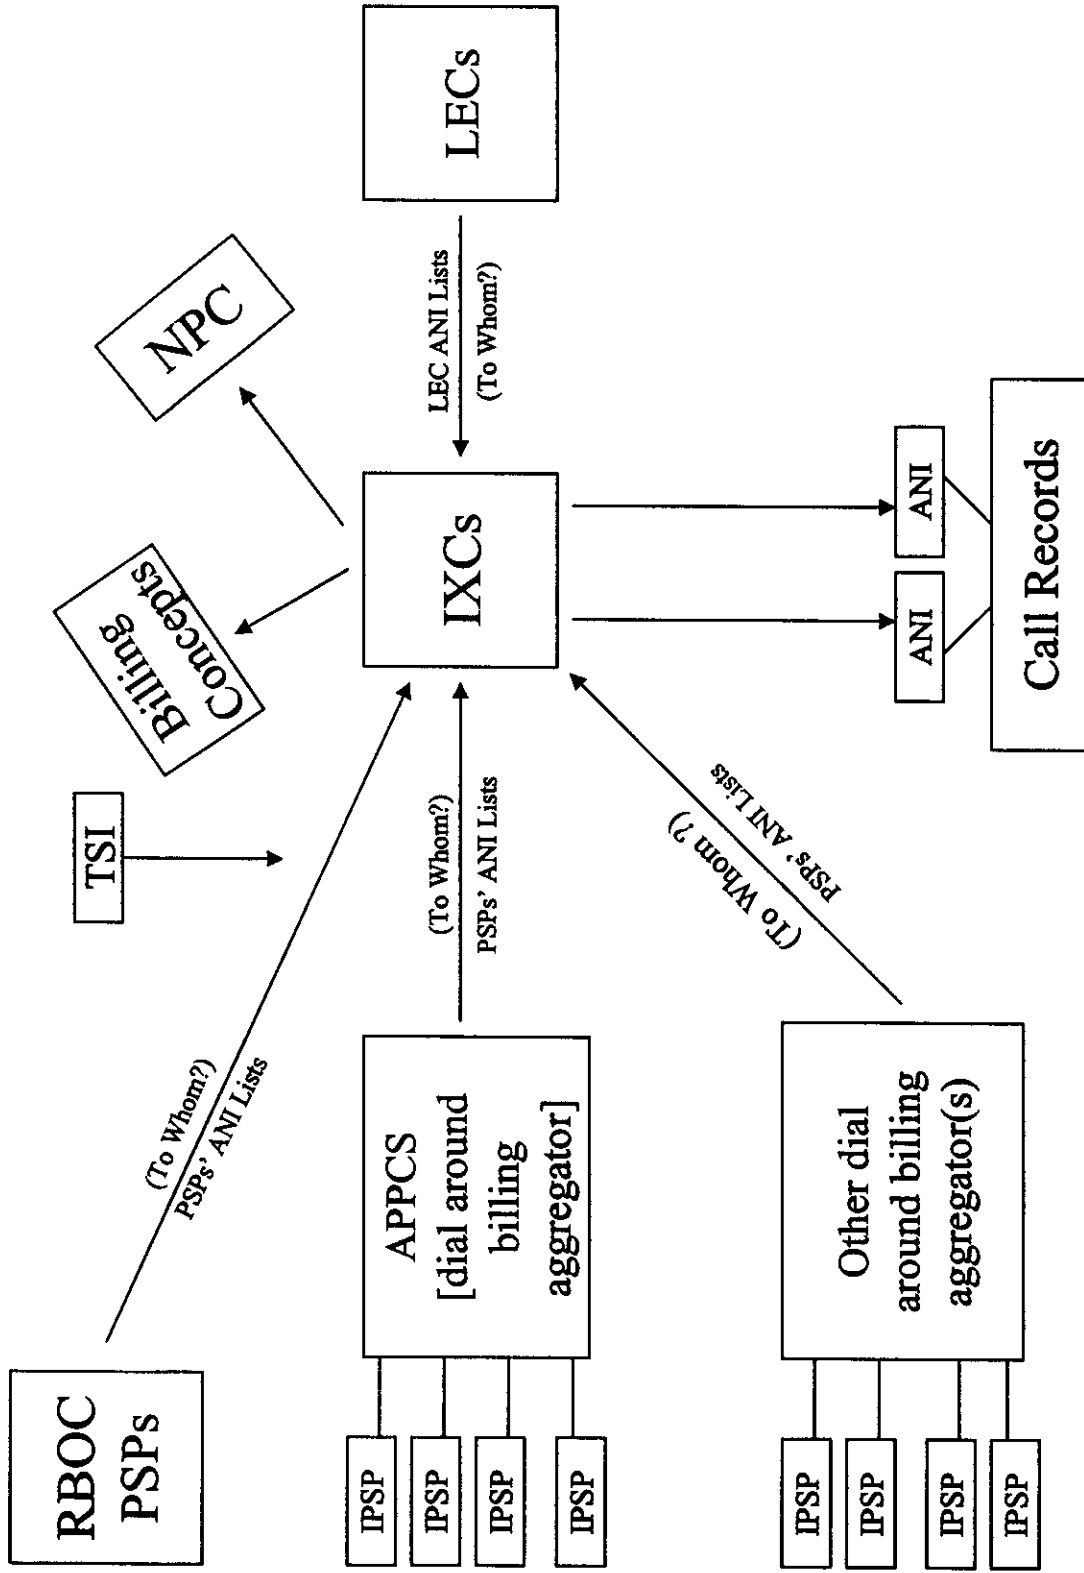 RBOC
PSPs
(To Whom?)
PSPs' ANI Lists
TSI
Billing
Concepts
NPC
IPSP
IPSP
IPSP
IPSP
APPCS
[dial around
billing
aggregator]
(To Whom?)
PSPs' ANI Lists
IXCs
LEC ANI Lists
(To Whom?)
LECs
IPSP
IPSP
IPSP
IPSP
Other dial
around billing
aggregator(s)
(To Whom ?)
PSPs' ANI Lists
ANI
ANI
Call Records